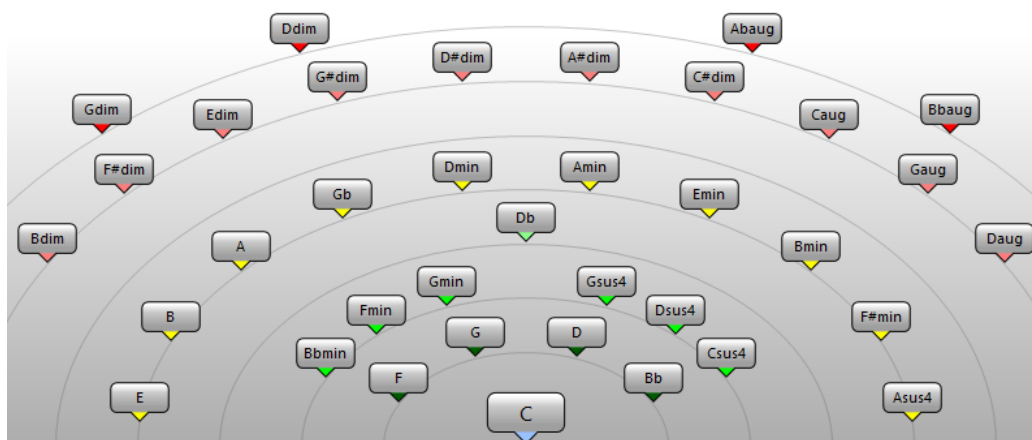 Ddim
Abaug
D#dim
A#dim
G#dim
C#dim
Gdim
Edim
Caug
Bbaug
F#dim
Dmin
Amin
Gaug
Gb
Emin
Db
Bdim
A
Bmin
Daug
Gmin
Gsus4
Fmin
Dsus4
B
G
D
F#min
Bbmin
Csus4
F
Bb
E
C
Asus4